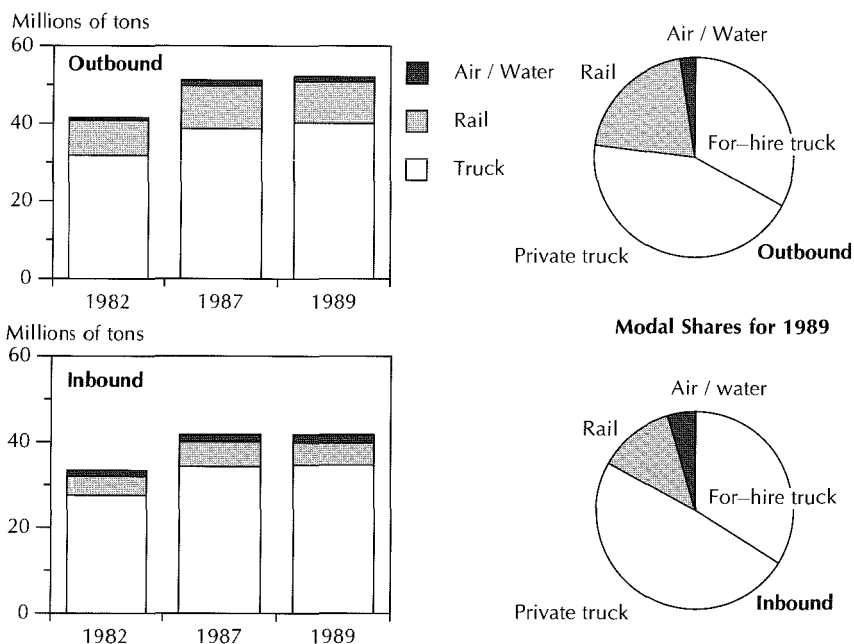 Millions of tons
60
Outbound
40
20
0
1982 1987 1989
Air / Water
Rail
Truck
Air / Water
Rail
For–hire truck
Private truck
Outbound
Millions of tons
60
Inbound
40
20
0
1982 1987 1989
Modal Shares for 1989
Air / water
Rail
For–hire truck
Private truck
Inbound